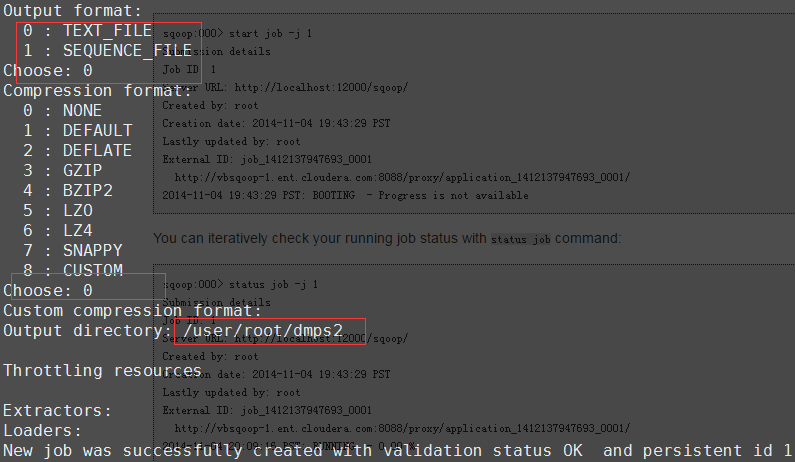 Output format:
0 : TEXT_FILE
1 : SEQUENCE_FILE
Choose: 0
Compression format:
0 : NONE
1 : DEFAULT
2 : DEFLATE
3 : GZIP
4 : BZIP2
5 : LZO
6 : LZ4
7 : SNAPPY
8 : CUSTOM
Choose: 0
Custom compression format:
Output directory: /user/root/dmps2
Throttling resources
Extractors:
Loaders:
New job was successfully created with validation status OK  and persistent id 1
sqoop:000> start job -j 1
Submission details
Job ID: 1
Server URL: http://localhost:12000/sqoop/
Created by: root
Creation date: 2014-11-04 19:43:29 PST
Lastly updated by: root
External ID: job_1412137947693_0001
http://vbsqoop-1.ent.cloudera.com:8088/proxy/application_1412137947693_0001/
2014-11-04 19:43:29 PST: BOOTING  - Progress is not available
You can iteratively check your running job status with status job command:
sqoop:000> status job -j 1
Submission details
Job ID: 1
Server URL: http://localhost:12000/sqoop/
Created by: root
Creation date: 2014-11-04 19:43:29 PST
Lastly updated by: root
External ID: job_1412137947693_0001
http://vbsqoop-1.ent.cloudera.com:8088/proxy/application_1412137947693_0001/